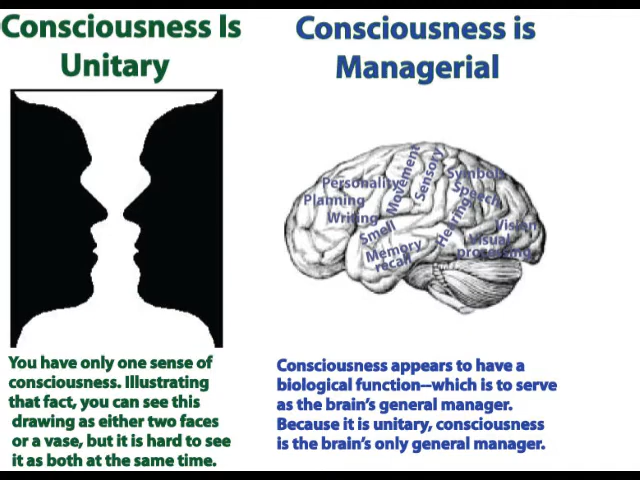 Consciousness Is
Unitary
You have only one sense of
consciousness. Illustrating
that fact, you can see this
drawing as either two faces
or a vase, but it is hard to see
it as both at the same time.
Consciousness is
Managerial
Personality
Planning
Writing
Movement
Sensory
Symbols
Speech
Hearing
Smell
Memory
recall
Vision
Visual
processing
Consciousness appears to have a
biological function--which is to serve
as the brain's general manager.
Because it is unitary, consciousness
is the brain's only general manager.